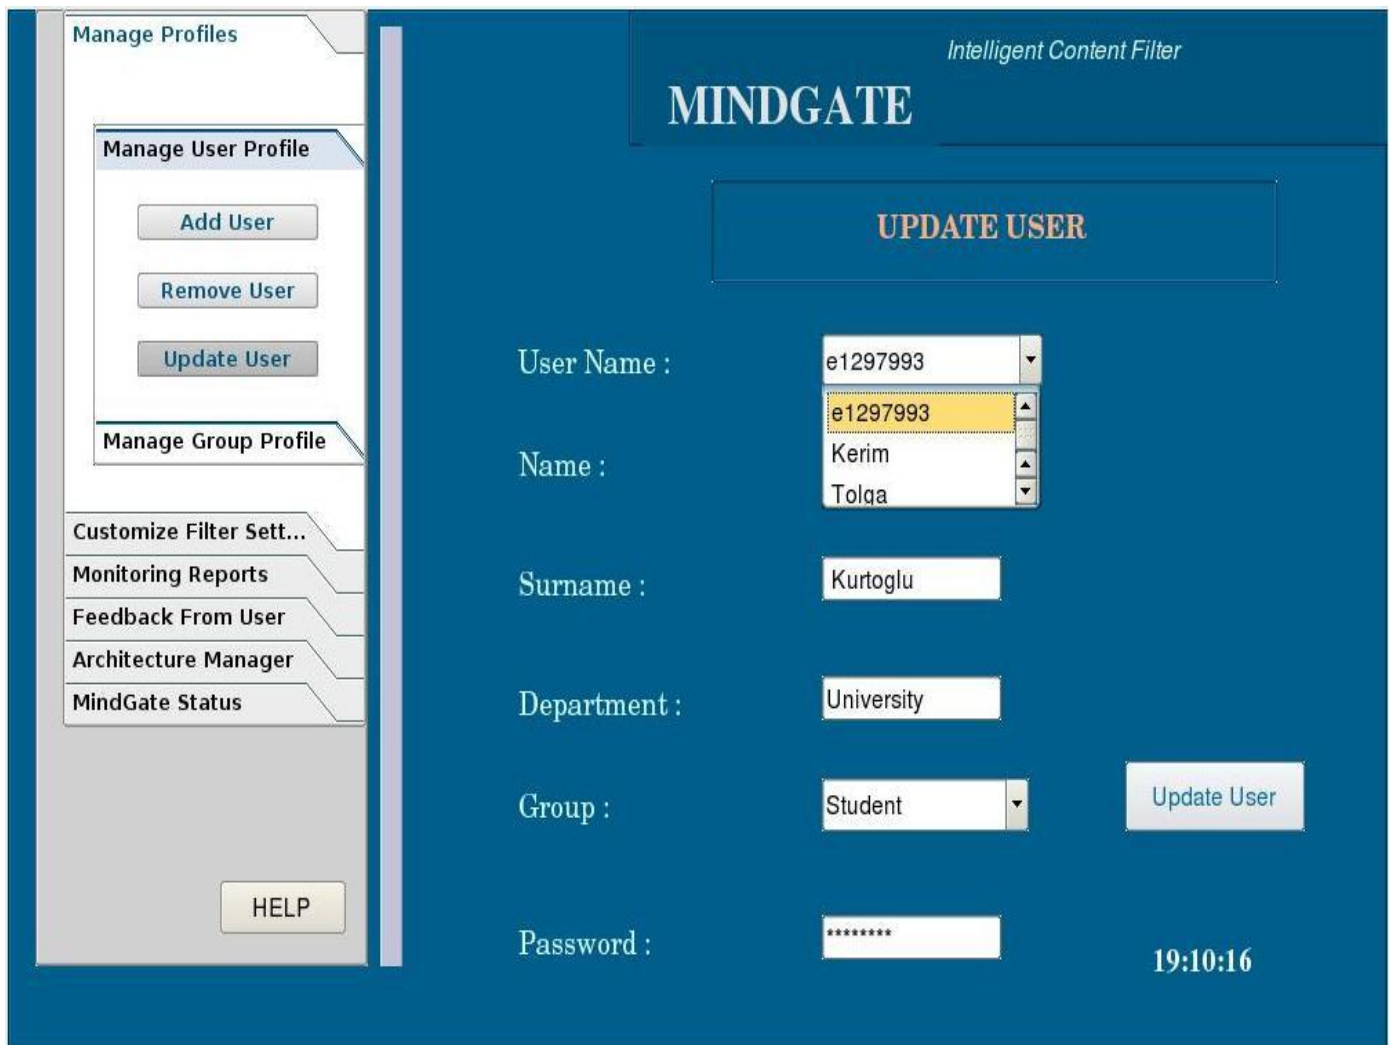 Manage Profiles
Manage User Profile
Add User
Remove User
Update User
Manage Group Profile
Customize Filter Sett...
Monitoring Reports
Feedback From User
Architecture Manager
MindGate Status
HELP
Intelligent Content Filter
MINDGATE
UPDATE USER
User Name :
e1297993
e1297993
Kerim
Tolga
Name :
Surname :
Kurtoglu
Department :
University
Group :
Student
Update User
Password :
********
19:10:16